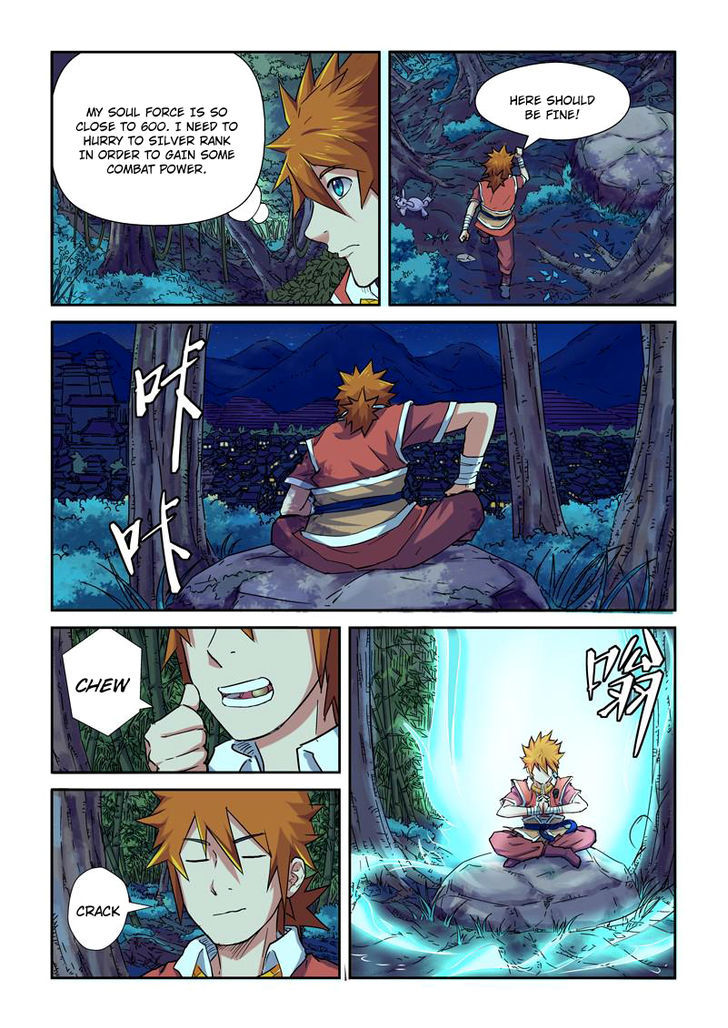 MY SOUL FORCE IS SO
CLOSE TO 600. I NEED TO
HURRY TO SILVER RANK
IN ORDER TO GAIN SOME
COMBAT POWER.
HERE SHOULD
BE FINE!
咔
咔
CHEW
CRACK
嗡